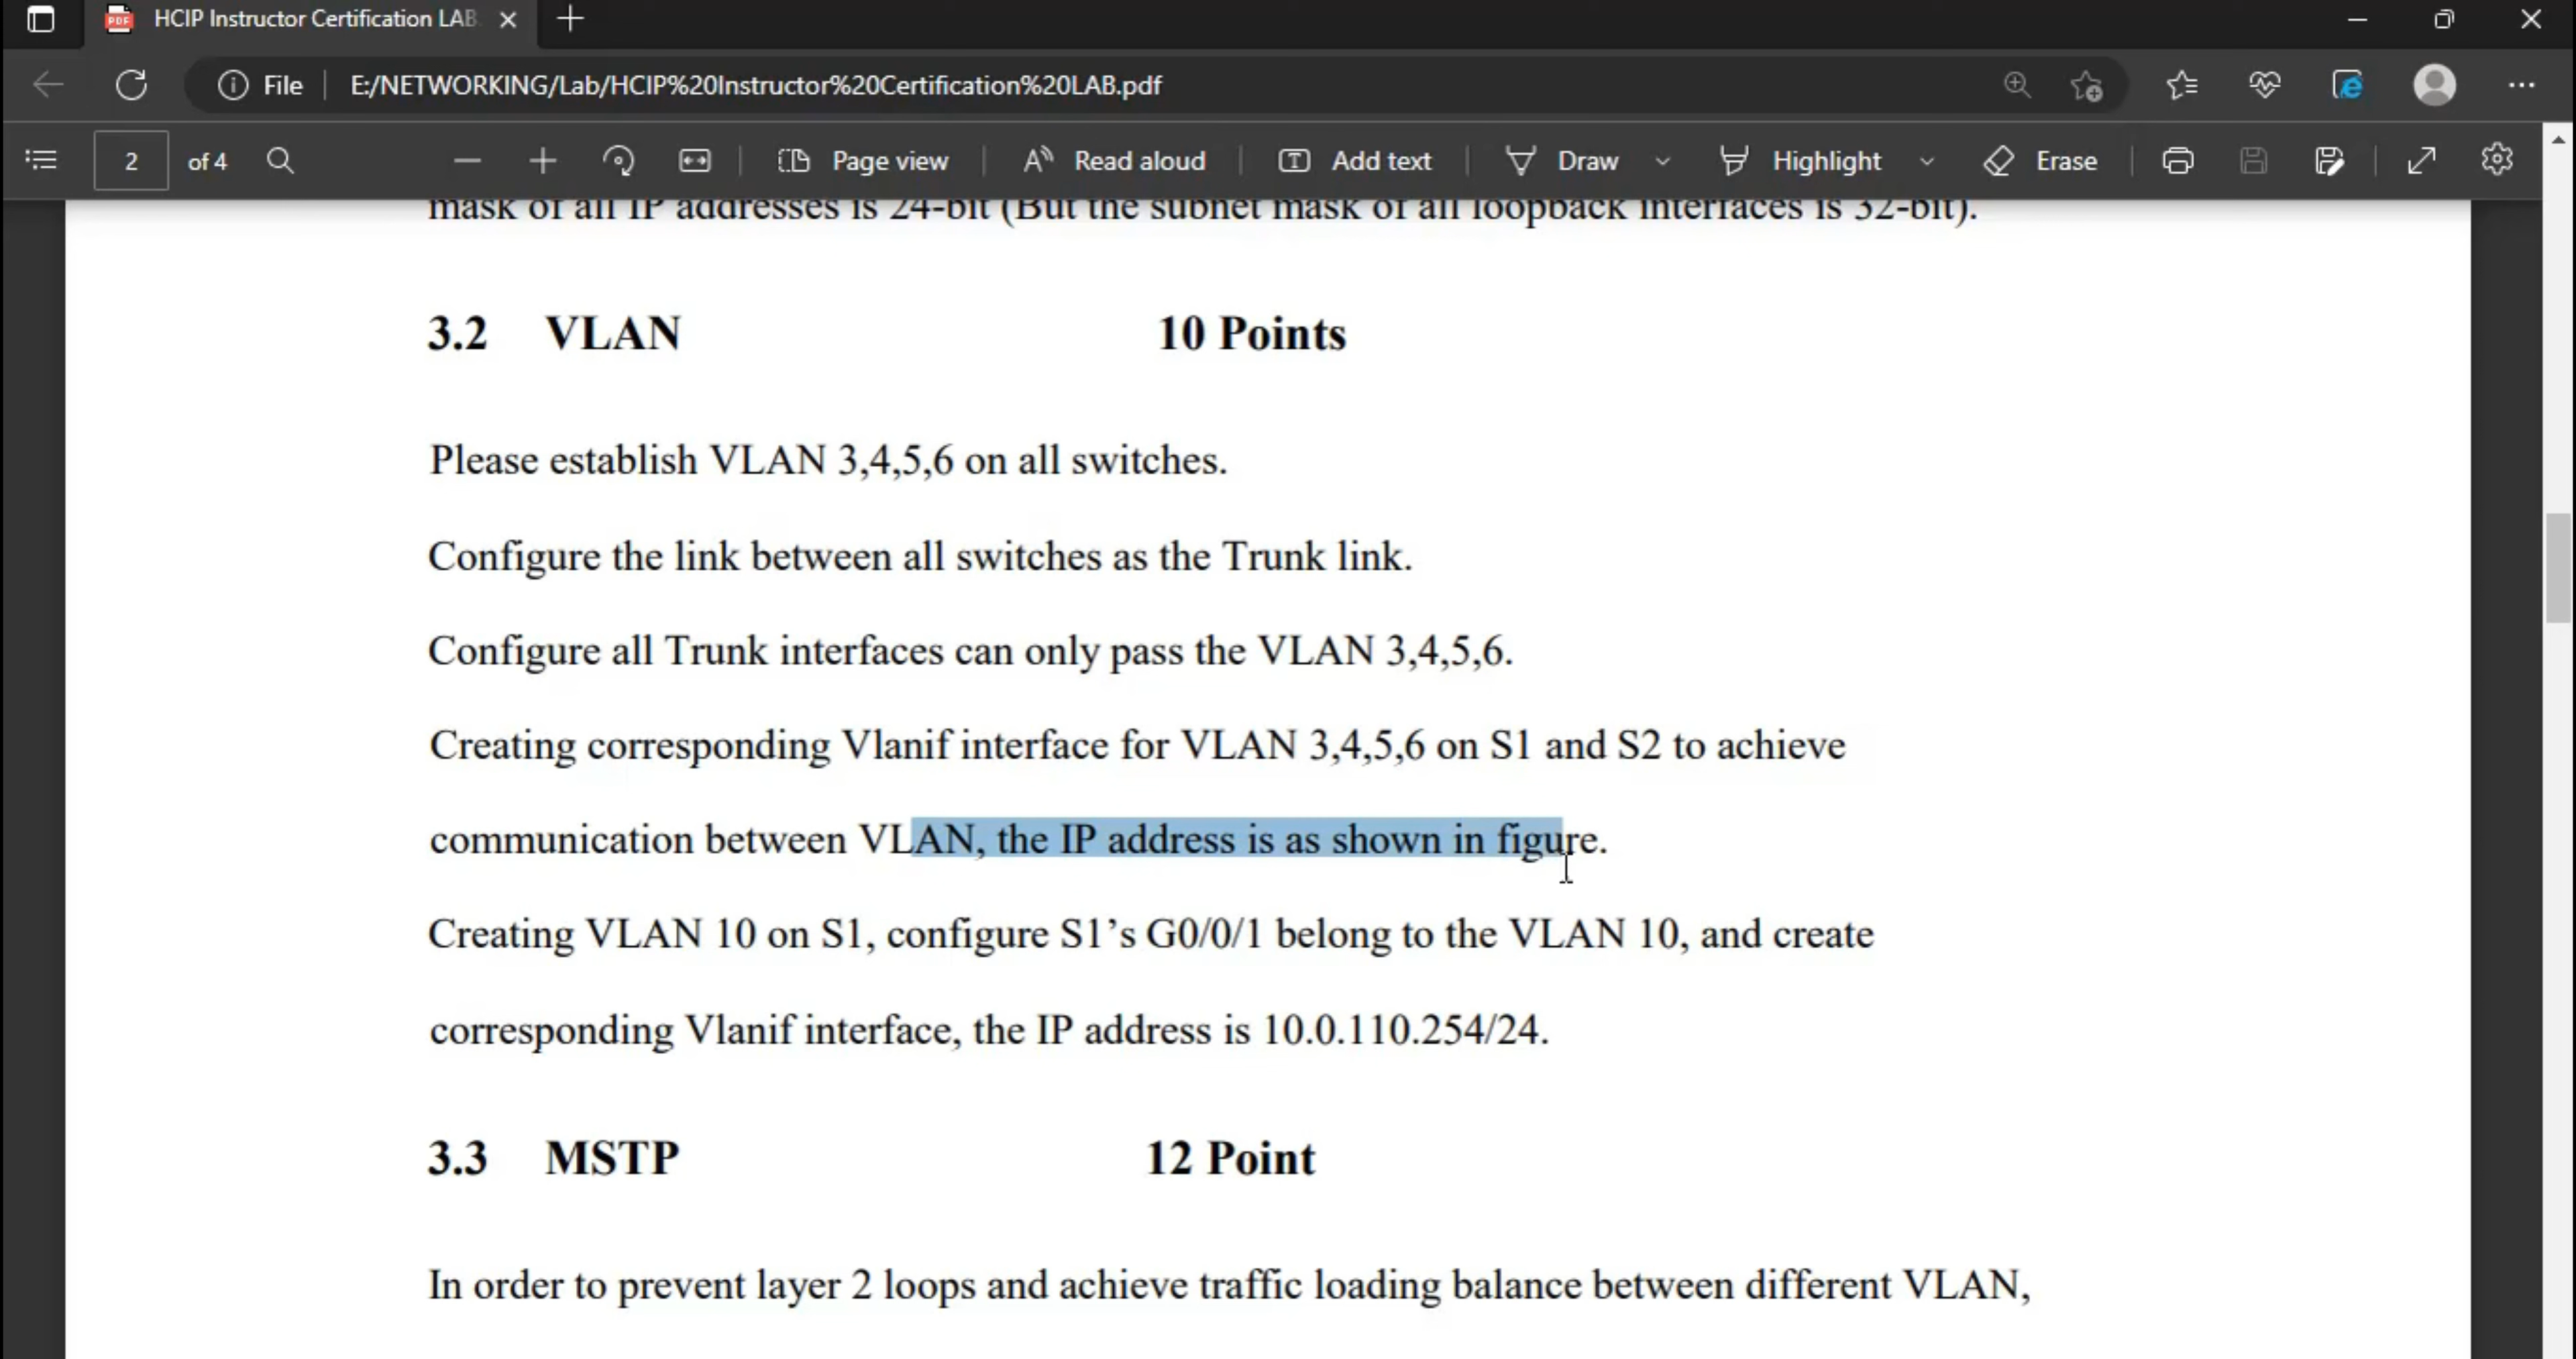 HCIP Instructor Certification LAB
File
E:/NETWORKING/Lab/HCIP%20Instructor%20Certification%20LAB.pdf
2 of 4 Page view Read aloud Add text Draw Highlight Erase
mask of all IP addresses is 24-bit (But the subnet mask of all loopback interfaces is 32-bit).
3.2 VLAN 10 Points
Please establish VLAN 3,4,5,6 on all switches.
Configure the link between all switches as the Trunk link.
Configure all Trunk interfaces can only pass the VLAN 3,4,5,6.
Creating corresponding Vlanif interface for VLAN 3,4,5,6 on S1 and S2 to achieve
communication between VLAN, the IP address is as shown in figure.
Creating VLAN 10 on S1, configure S1’s G0/0/1 belong to the VLAN 10, and create
corresponding Vlanif interface, the IP address is 10.0.110.254/24.
3.3 MSTP 12 Point
In order to prevent layer 2 loops and achieve traffic loading balance between different VLAN,